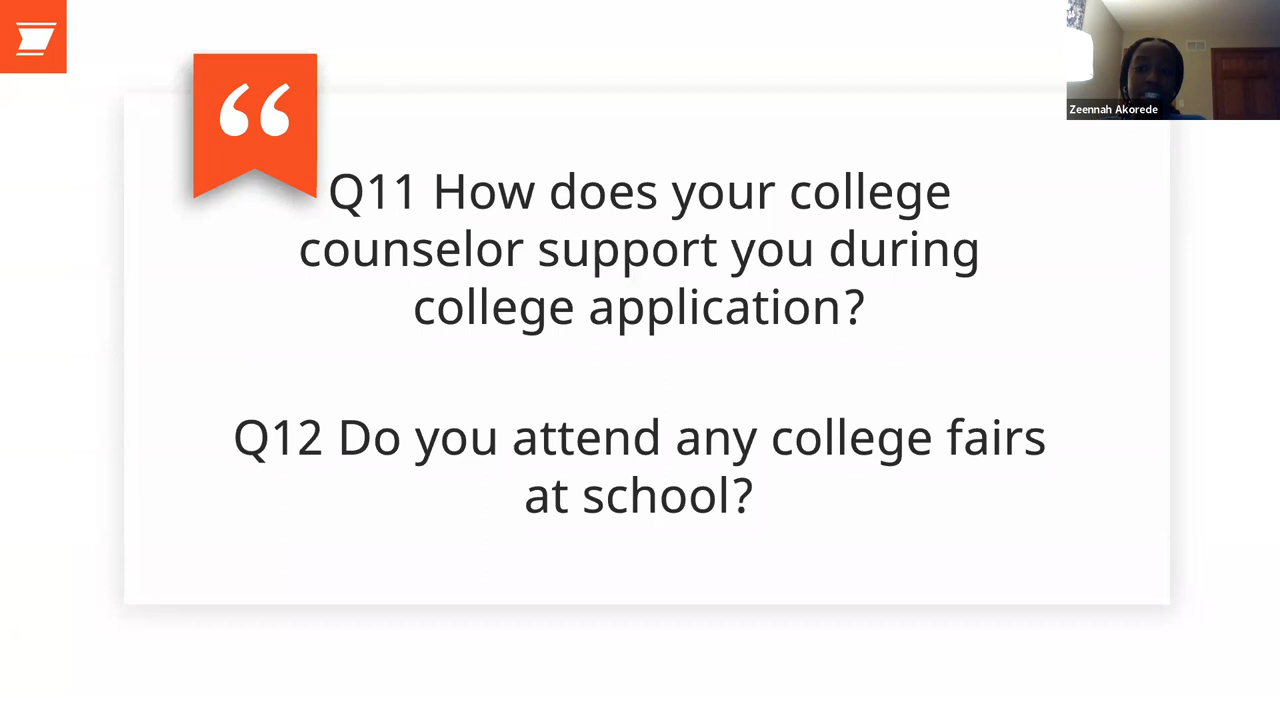 Zeennah Akorede
“
Q11 How does your college
counselor support you during
college application?
Q12 Do you attend any college fairs
at school?